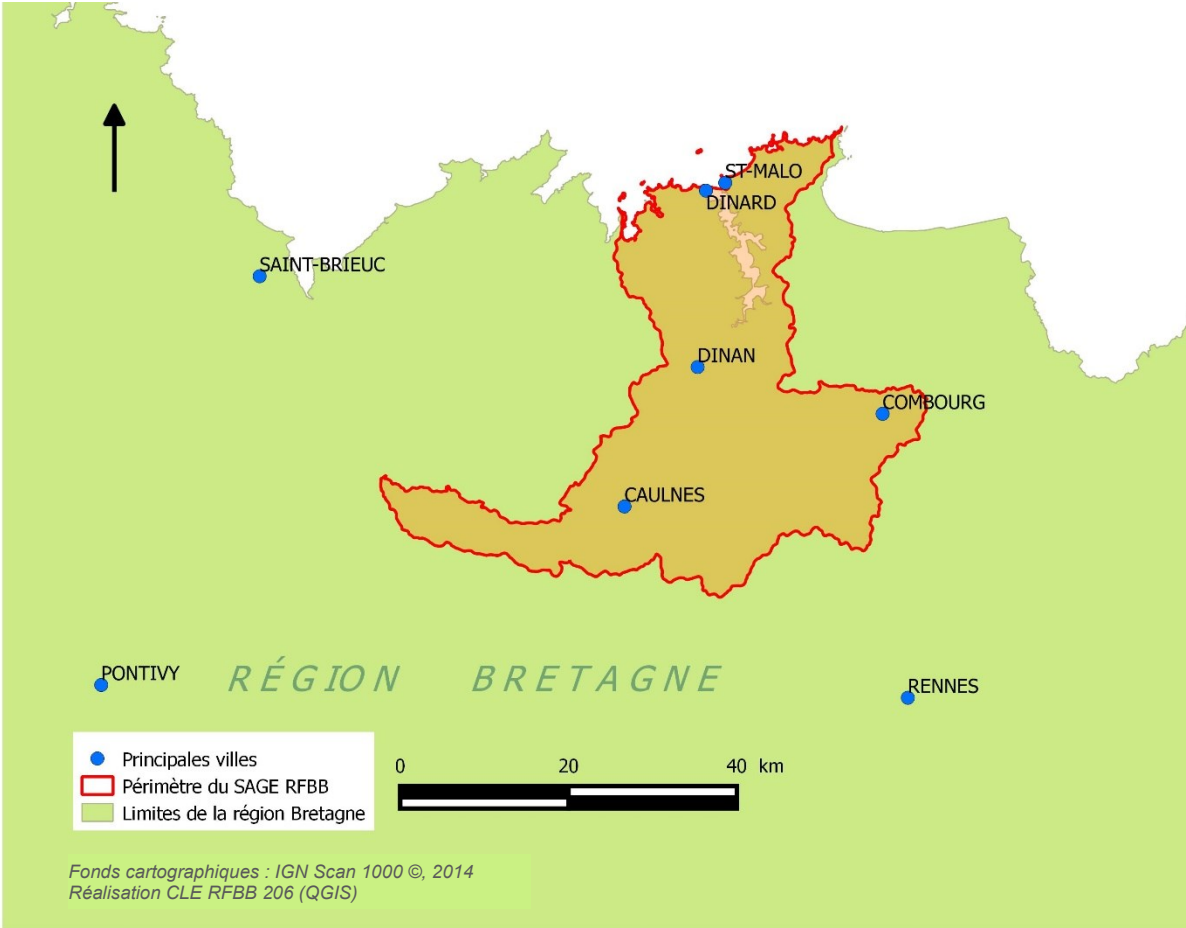 ST-MALO
DINARD
SAINT-BRIEUC
DINAN
COMBOURG
CAULNES
PONTIVY
RÉGION BRETAGNE
RENNES
Principales villes
Périmètre du SAGE RFBB
Limites de la région Bretagne
0 20 40 km
Fonds cartographiques : IGN Scan 1000 ©, 2014
Réalisation CLE RFBB 206 (QGIS)